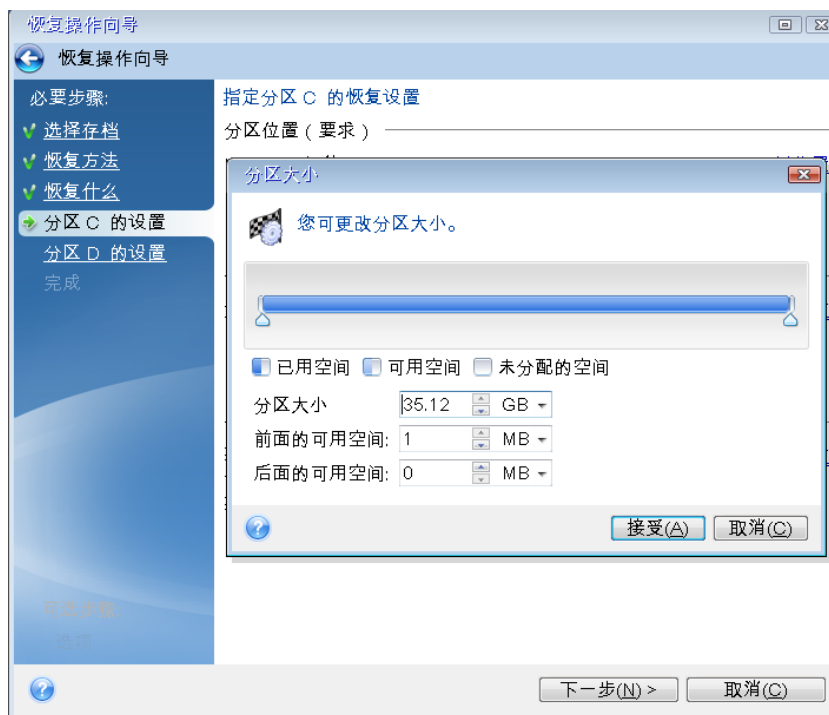 恢复操作向导
恢复操作向导
必要步骤:
选择存档
恢复方法
恢复什么
分区 C 的设置
分区 D 的设置
完成
指定分区 C 的恢复设置
分区位置 ( 要求 )
分区大小
您可更改分区大小。
已用空间 可用空间 未分配的空间
分区大小 35.12 GB
前面的可用空间: 1 MB
后面的可用空间: 0 MB
接受(A) 取消(C)
选项
下一步(N) > 取消(C)